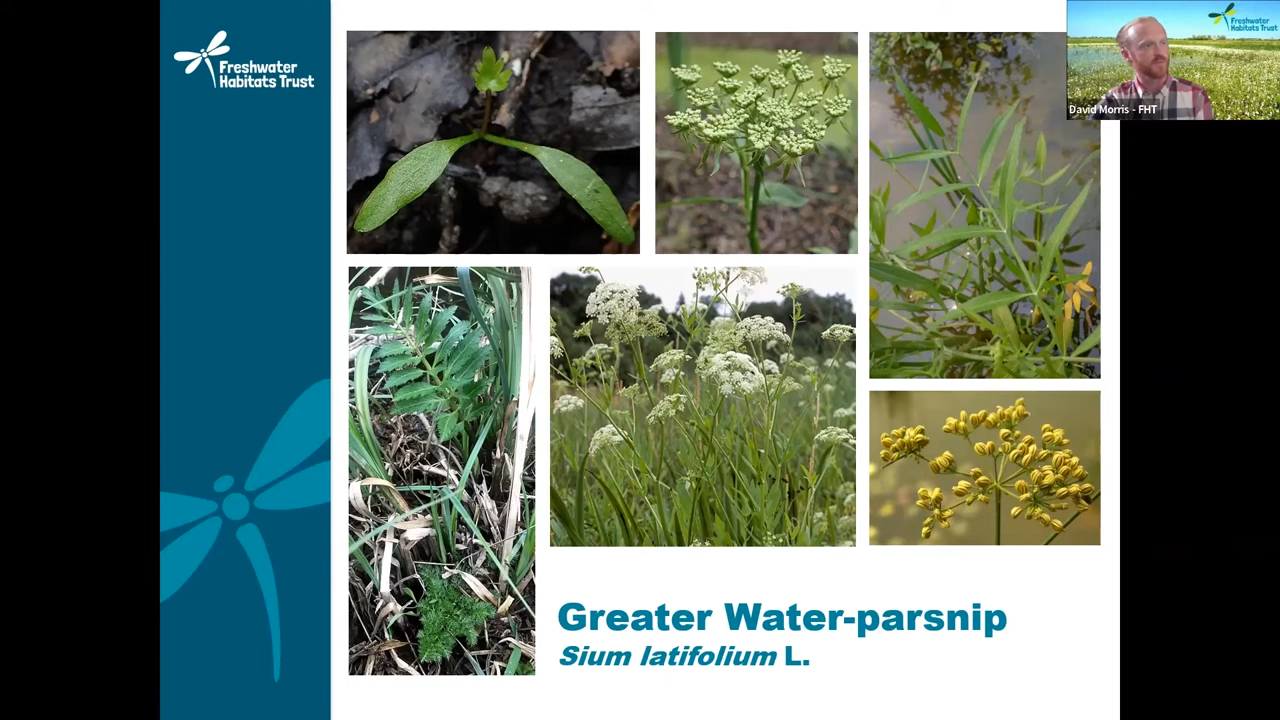 Freshwater
Habitats Trust
Freshwater
Habitats Trust
David Morris - FHT
Greater Water-parsnip
Sium latifolium L.